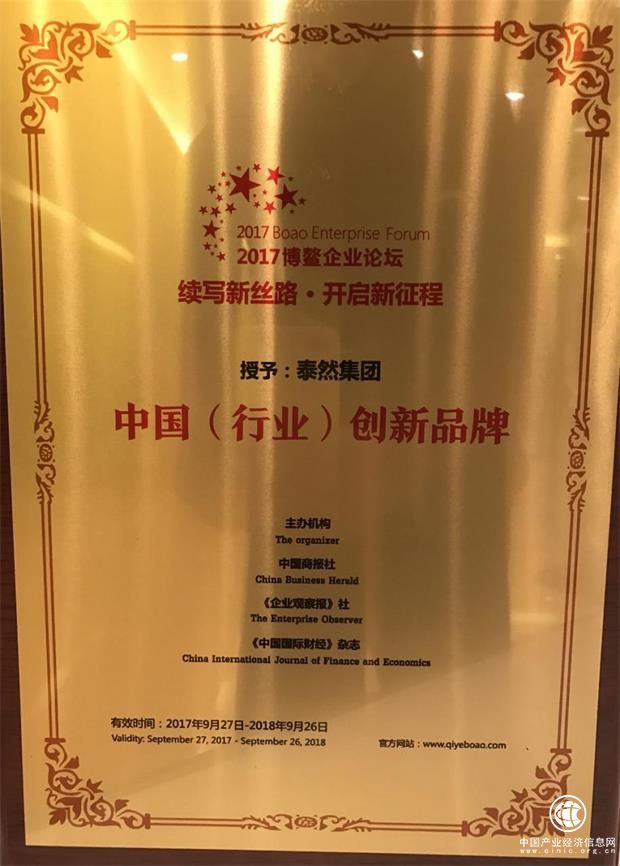 2017 Boao Enterprise Forum
2017博鳌企业论坛
续写新丝路·开启新征程
授予：泰然集团
中国（行业）创新品牌
主办机构
The organizer
中国商报社
China Business Herald
《企业观察报》社
The Enterprise Observer
《中国国际财经》杂志
China International Journal of Finance and Economics
有效时间：2017年9月27日-2018年9月26日
Validity: September 27, 2017 - September 26, 2018
官方网站：www.qiyeboao.com
中国产业经济信息网
www.cinic.org.cn